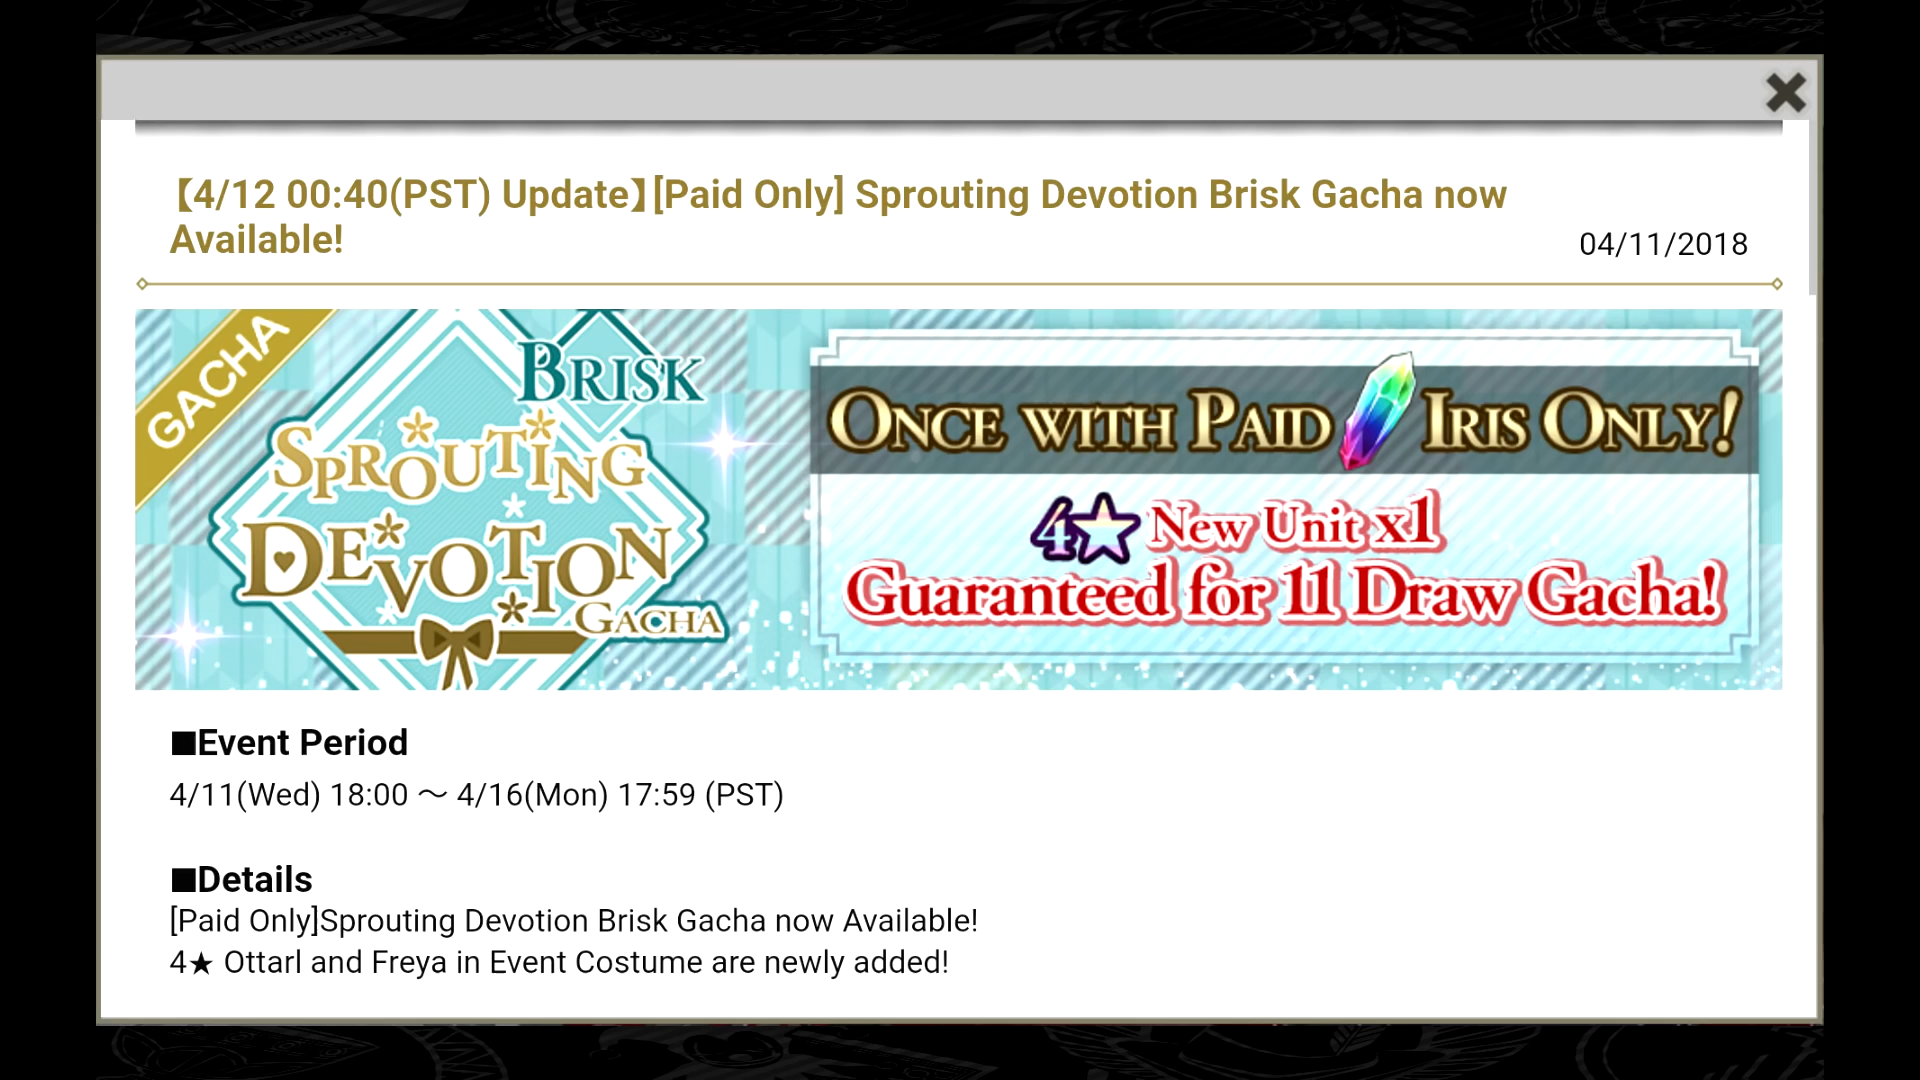 【4/12 00:40(PST) Update】[Paid Only] Sprouting Devotion Brisk Gacha now
Available!
04/11/2018
GACHA
BRISK
SPROUTING
DEVOTION
GACHA
ONCE WITH PAID IRIS ONLY!
4☆ New Unit x1
Guaranteed for 11 Draw Gacha!
■Event Period
4/11(Wed) 18:00 ～ 4/16(Mon) 17:59 (PST)
■Details
[Paid Only]Sprouting Devotion Brisk Gacha now Available!
4★ Ottarl and Freya in Event Costume are newly added!